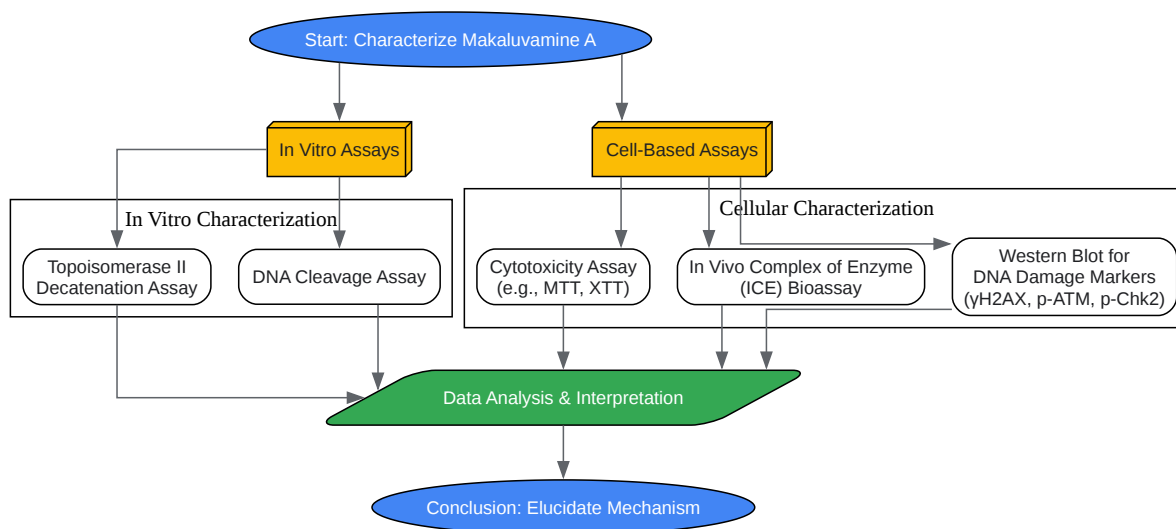 Start: Characterize Makaluvamine A
In Vitro Assays
Cell-Based Assays
In Vitro Characterization
Cellular Characterization
Topoisomerase II
Decatenation Assay
DNA Cleavage Assay
Cytotoxicity Assay
(e.g., MTT, XTT)
In Vivo Complex of Enzyme
(ICE) Bioassay
Western Blot for
DNA Damage Markers
(γH2AX, p-ATM, p-Chk2)
Data Analysis & Interpretation
Conclusion: Elucidate Mechanism